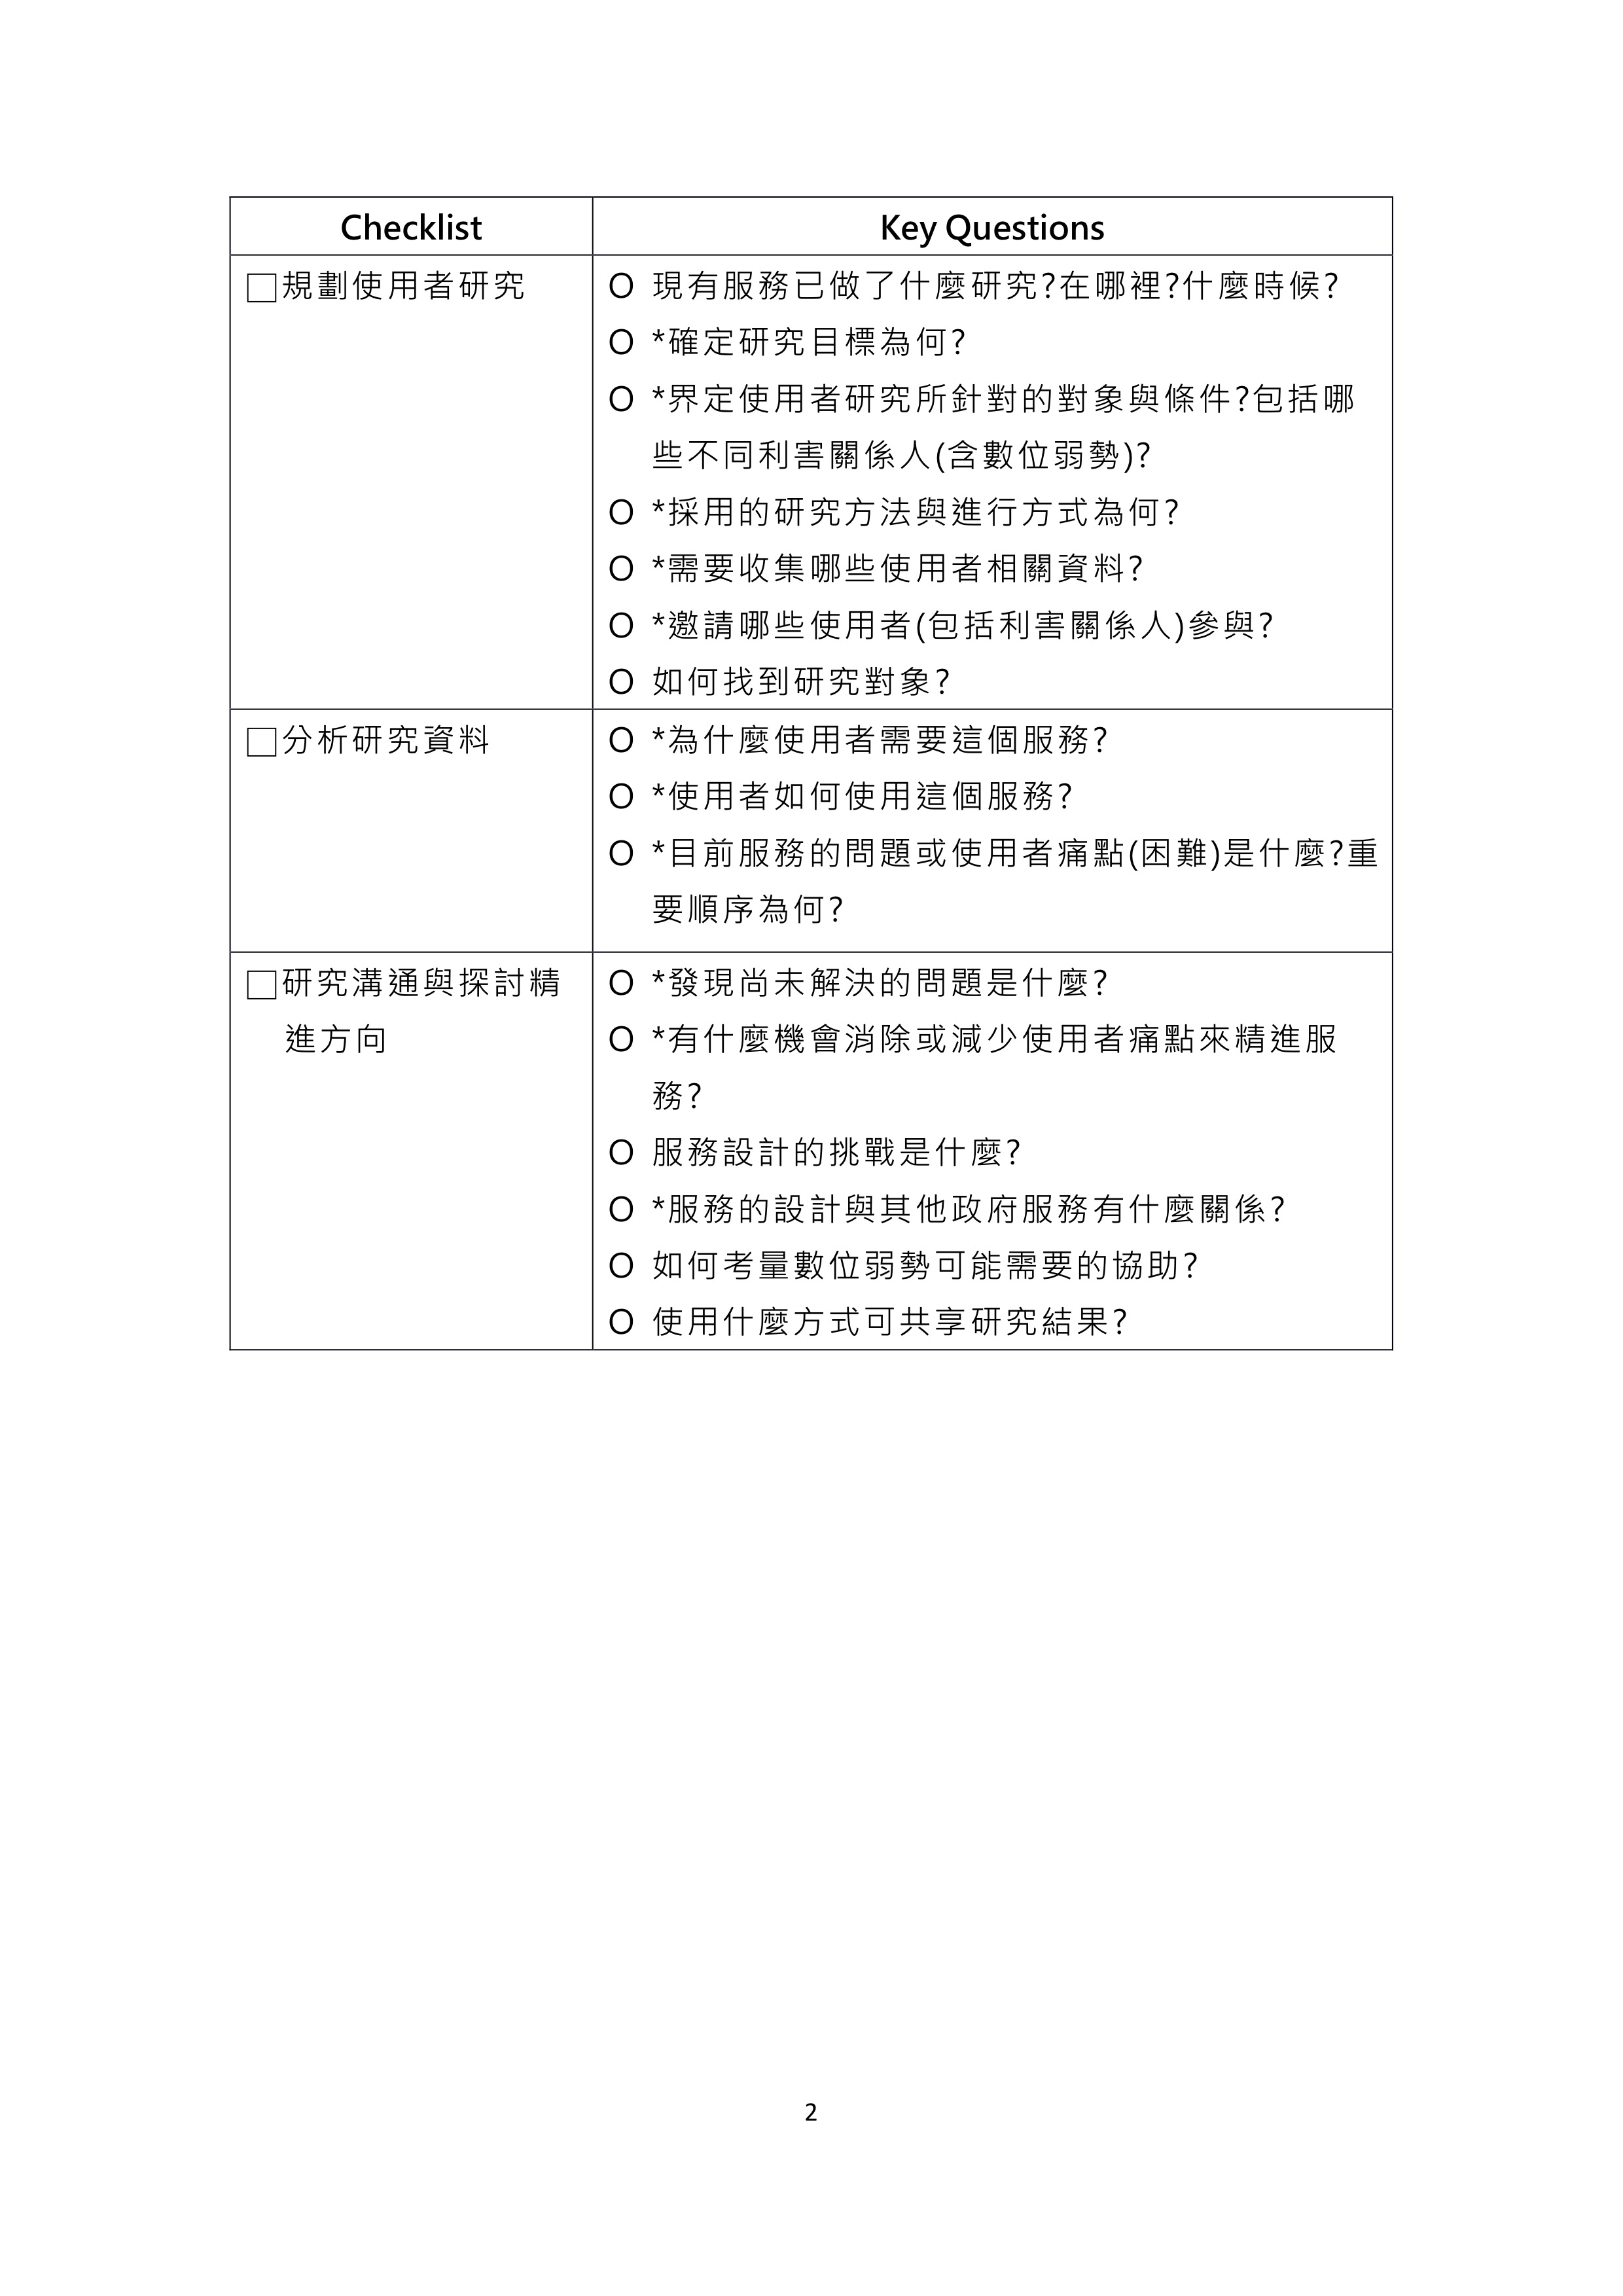 Checklist
Key Questions
□規劃使用者研究
O 現有服務已做了什麼研究?在哪裡?什麼時候?
O *確定研究目標為何?
O *界定使用者研究所針對的對象與條件?包括哪
些不同利害關係人(含數位弱勢)?
O *採用的研究方法與進行方式為何?
O *需要收集哪些使用者相關資料?
O *邀請哪些使用者(包括利害關係人)參與?
O 如何找到研究對象?
□分析研究資料
O *為什麼使用者需要這個服務?
O *使用者如何使用這個服務?
O *目前服務的問題或使用者痛點(困難)是什麼?重
要順序為何?
□研究溝通與探討精
進方向
O *發現尚未解決的問題是什麼?
O *有什麼機會消除或減少使用者痛點來精進服
務?
O 服務設計的挑戰是什麼?
O *服務的設計與其他政府服務有什麼關係?
O 如何考量數位弱勢可能需要的協助?
O 使用什麼方式可共享研究結果?
2